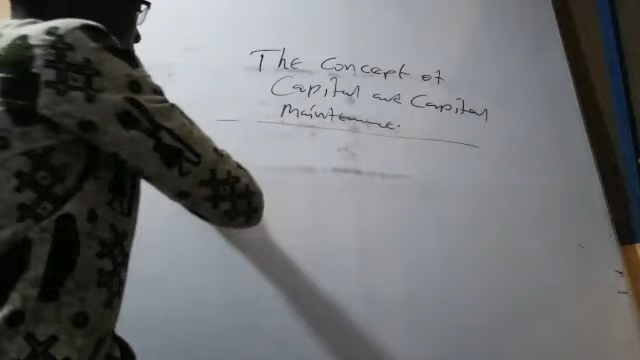 The Concept of
Capital and Capital
Maintenance.